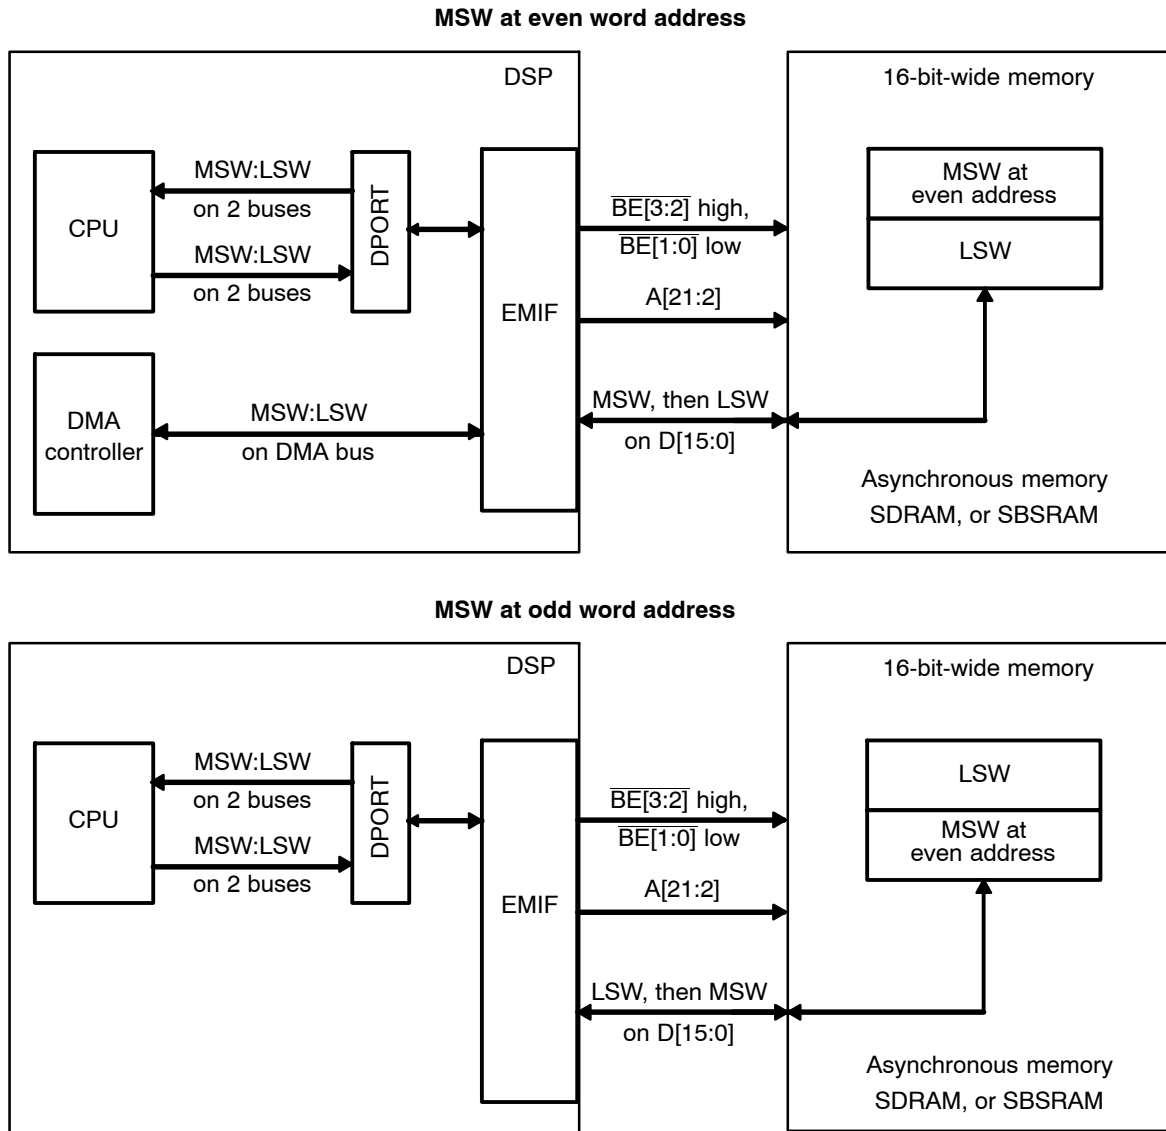 MSW at even word address
DSP
16-bit-wide memory
CPU
MSW:LSW
on 2 buses
MSW:LSW
on 2 buses
DPORT
EMIF
BE[3:2] high,
BE[1:0] low
A[21:2]
MSW at
even address
LSW
DMA
controller
MSW:LSW
on DMA bus
MSW, then LSW
on D[15:0]
Asynchronous memory
SDRAM, or SBSRAM
MSW at odd word address
DSP
16-bit-wide memory
CPU
MSW:LSW
on 2 buses
MSW:LSW
on 2 buses
DPORT
EMIF
BE[3:2] high,
BE[1:0] low
A[21:2]
LSW
MSW at
even address
LSW, then MSW
on D[15:0]
Asynchronous memory
SDRAM, or SBSRAM